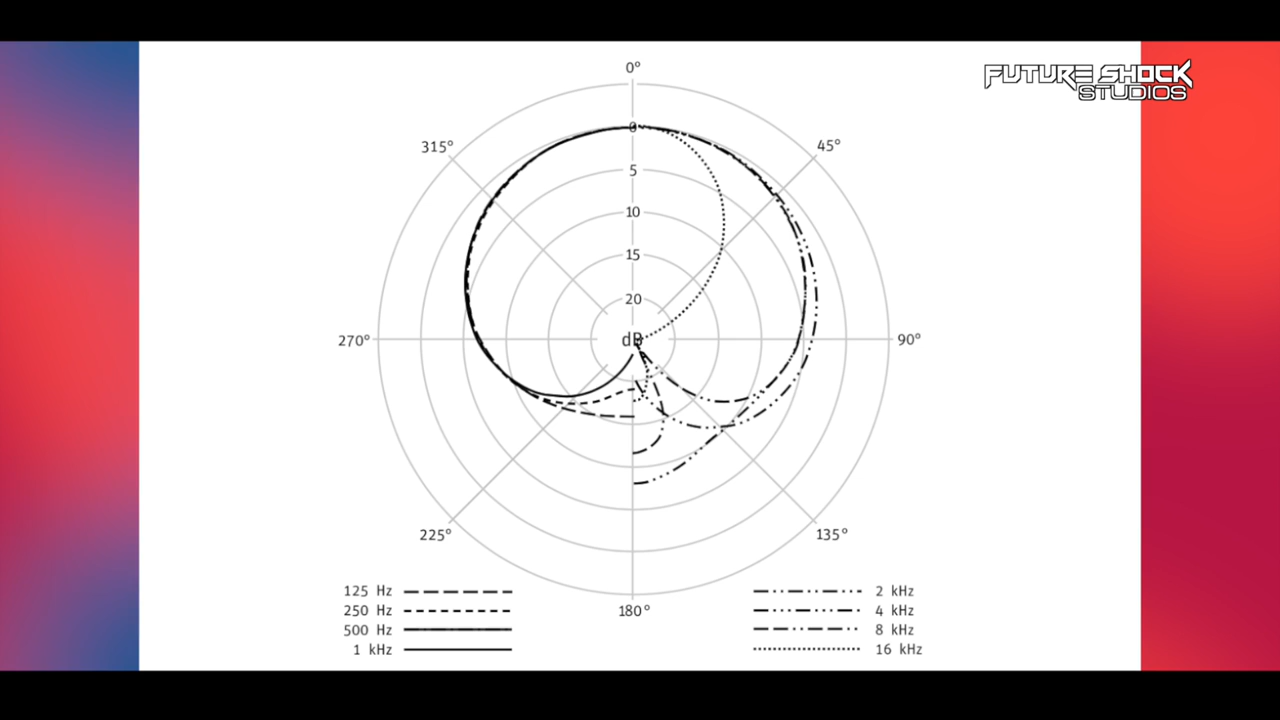 FUTURE SHOCK
STUDIOS
0°
315°
45°
0
5
10
15
20
dB
270°
90°
225°
135°
180°
125 Hz
250 Hz
500 Hz
1 kHz
2 kHz
4 kHz
8 kHz
16 kHz